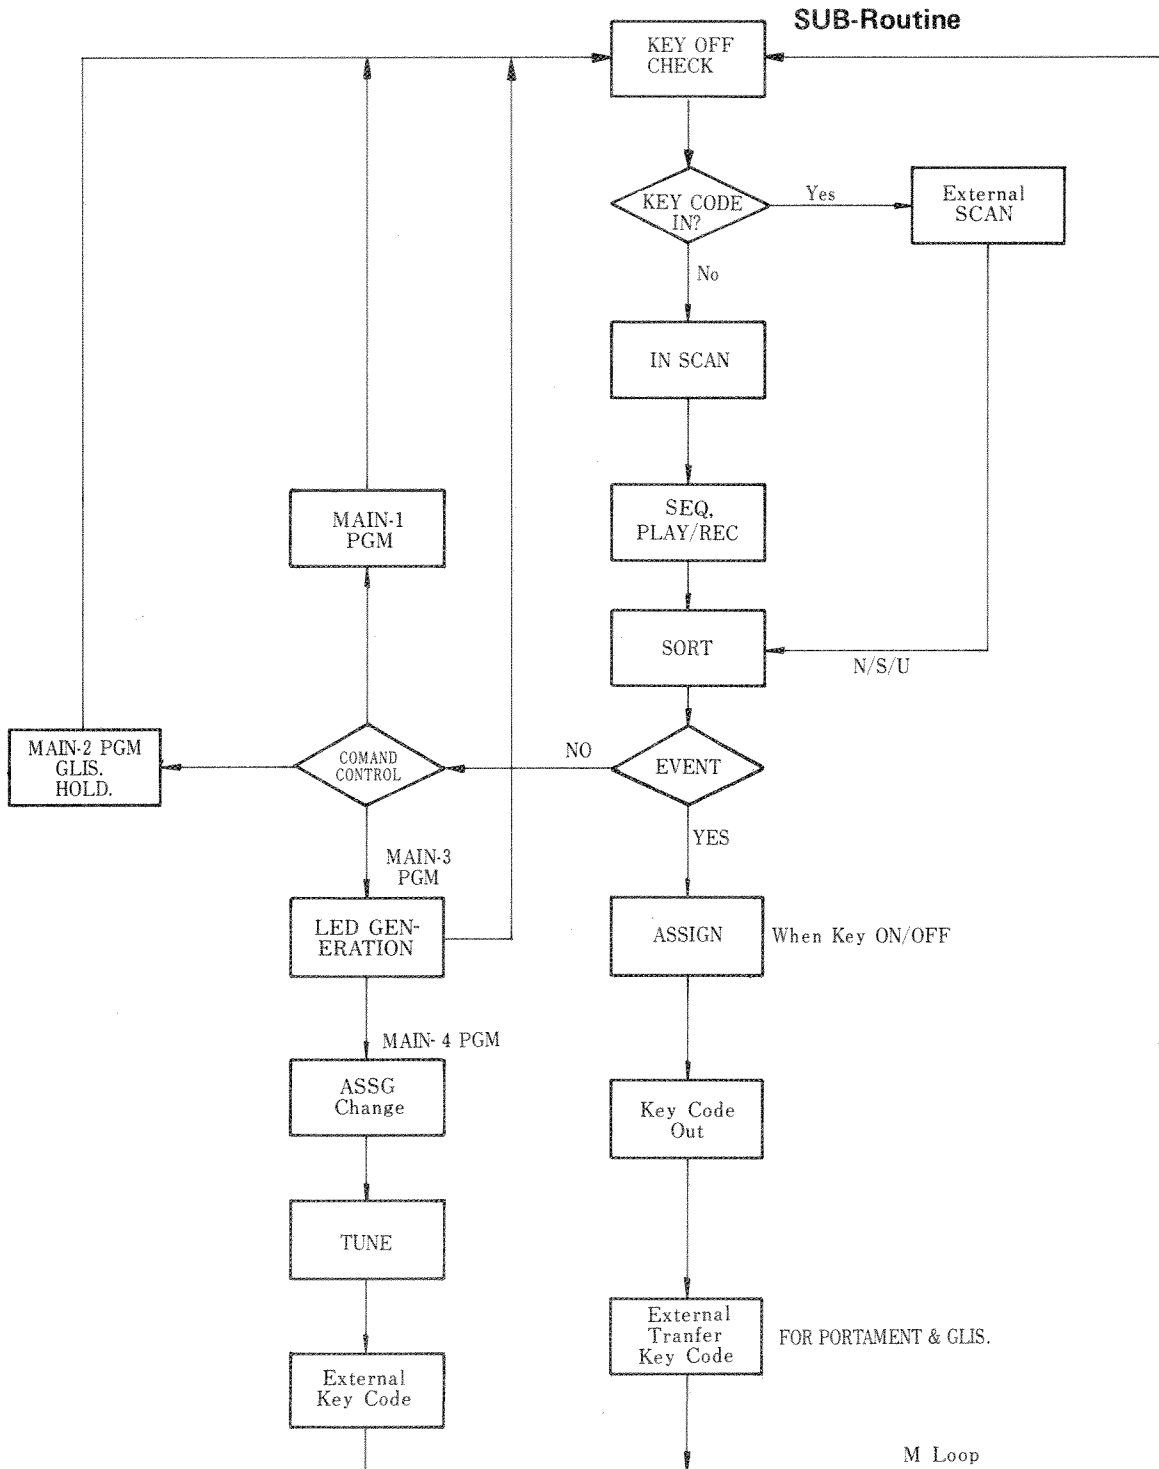 SUB-Routine
KEY OFF
CHECK
KEY CODE
IN?
Yes
External
SCAN
No
IN SCAN
MAIN-1
PGM
SEQ,
PLAY/REC
SORT
N/S/U
MAIN-2 PGM
GLIS.
HOLD.
COMAND
CONTROL
NO
EVENT
YES
MAIN-3
PGM
LED GEN-
ERATION
ASSIGN
When Key ON/OFF
MAIN- 4 PGM
ASSG
Change
Key Code
Out
TUNE
External
Tranfer
Key Code
FOR PORTAMENT & GLIS.
External
Key Code
M Loop